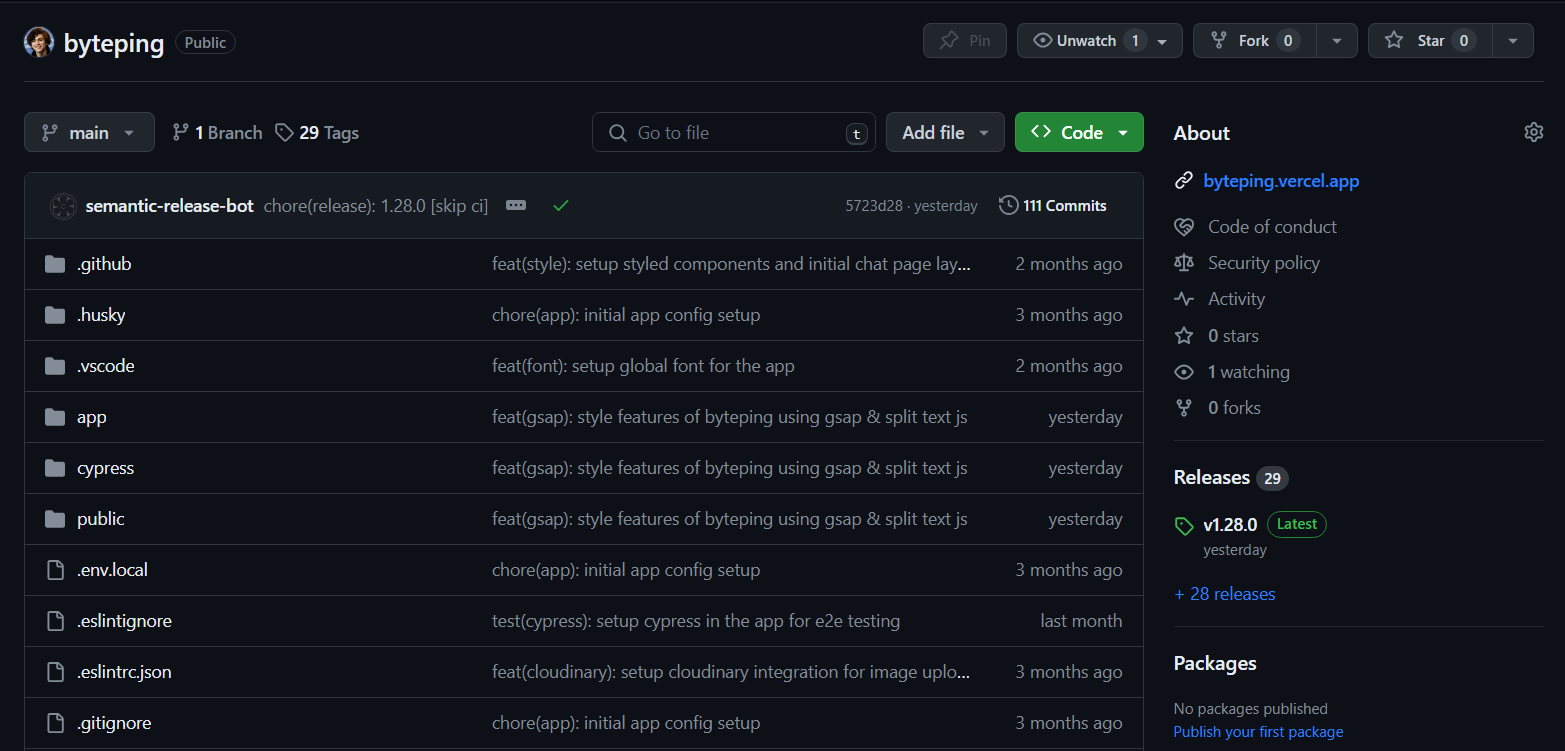 byteping Public Pin Unwatch 1 Fork 0 Star 0
main 1 Branch 29 Tags Go to file t Add file Code
semantic-release-bot chore(release): 1.28.0 [skip ci] 5723d28 · yesterday 111 Commits
.github feat(style): setup styled components and initial chat page lay... 2 months ago
.husky chore(app): initial app config setup 3 months ago
.vscode feat(font): setup global font for the app 2 months ago
app feat(gsap): style features of byteping using gsap & split text js yesterday
cypress feat(gsap): style features of byteping using gsap & split text js yesterday
public feat(gsap): style features of byteping using gsap & split text js yesterday
.env.local chore(app): initial app config setup 3 months ago
.eslintignore test(cypress): setup cypress in the app for e2e testing last month
.eslintrc.json feat(cloudinary): setup cloudinary integration for image uplo... 3 months ago
.gitignore chore(app): initial app config setup 3 months ago
About
byteping.vercel.app
Code of conduct
Security policy
Activity
0 stars
1 watching
0 forks
Releases 29
v1.28.0 Latest
yesterday
+ 28 releases
Packages
No packages published
Publish your first package